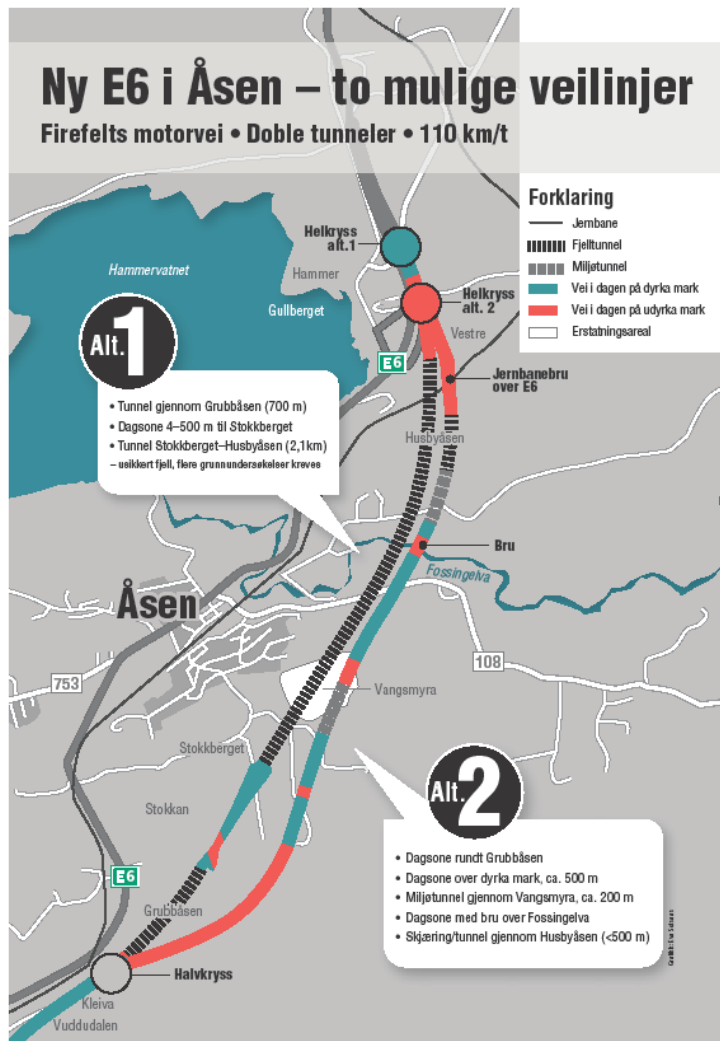 Ny E6 i Åsen – to mulige veilinjer
Firefelts motorvei • Doble tunneler • 110 km/t
Forklaring
Jernbane
Fjelltunnel
Miljøtunnel
Vei i dagen på dyrka mark
Vei i dagen på udyrka mark
Erstatningsareal
Helkryss
alt.1
Hammervatnet
Hammer
Gullberget
Helkryss
alt. 2
Vestre
E6
Jernbanebru
over E6
Alt.1
• Tunnel gjennom Grubbåsen (700 m)
• Dagsone 4–500 m til Stokkberget
• Tunnel Stokkberget–Husbyåsen (2,1km)
– usikkert fjell, flere grunnundersøkelser kreves
Husbyåsen
Bru
Fossingelva
Åsen
108
753
Vangsmyra
Stokkberget
Stokkan
Alt.2
• Dagsone rundt Grubbåsen
• Dagsone over dyrka mark, ca. 500 m
• Miljøtunnel gjennom Vangsmyra, ca. 200 m
• Dagsone med bru over Fossingelva
• Skjæring/tunnel gjennom Husbyåsen (<500 m)
E6
Grubbåsen
Halvkryss
Kleiva
Vuddudalen